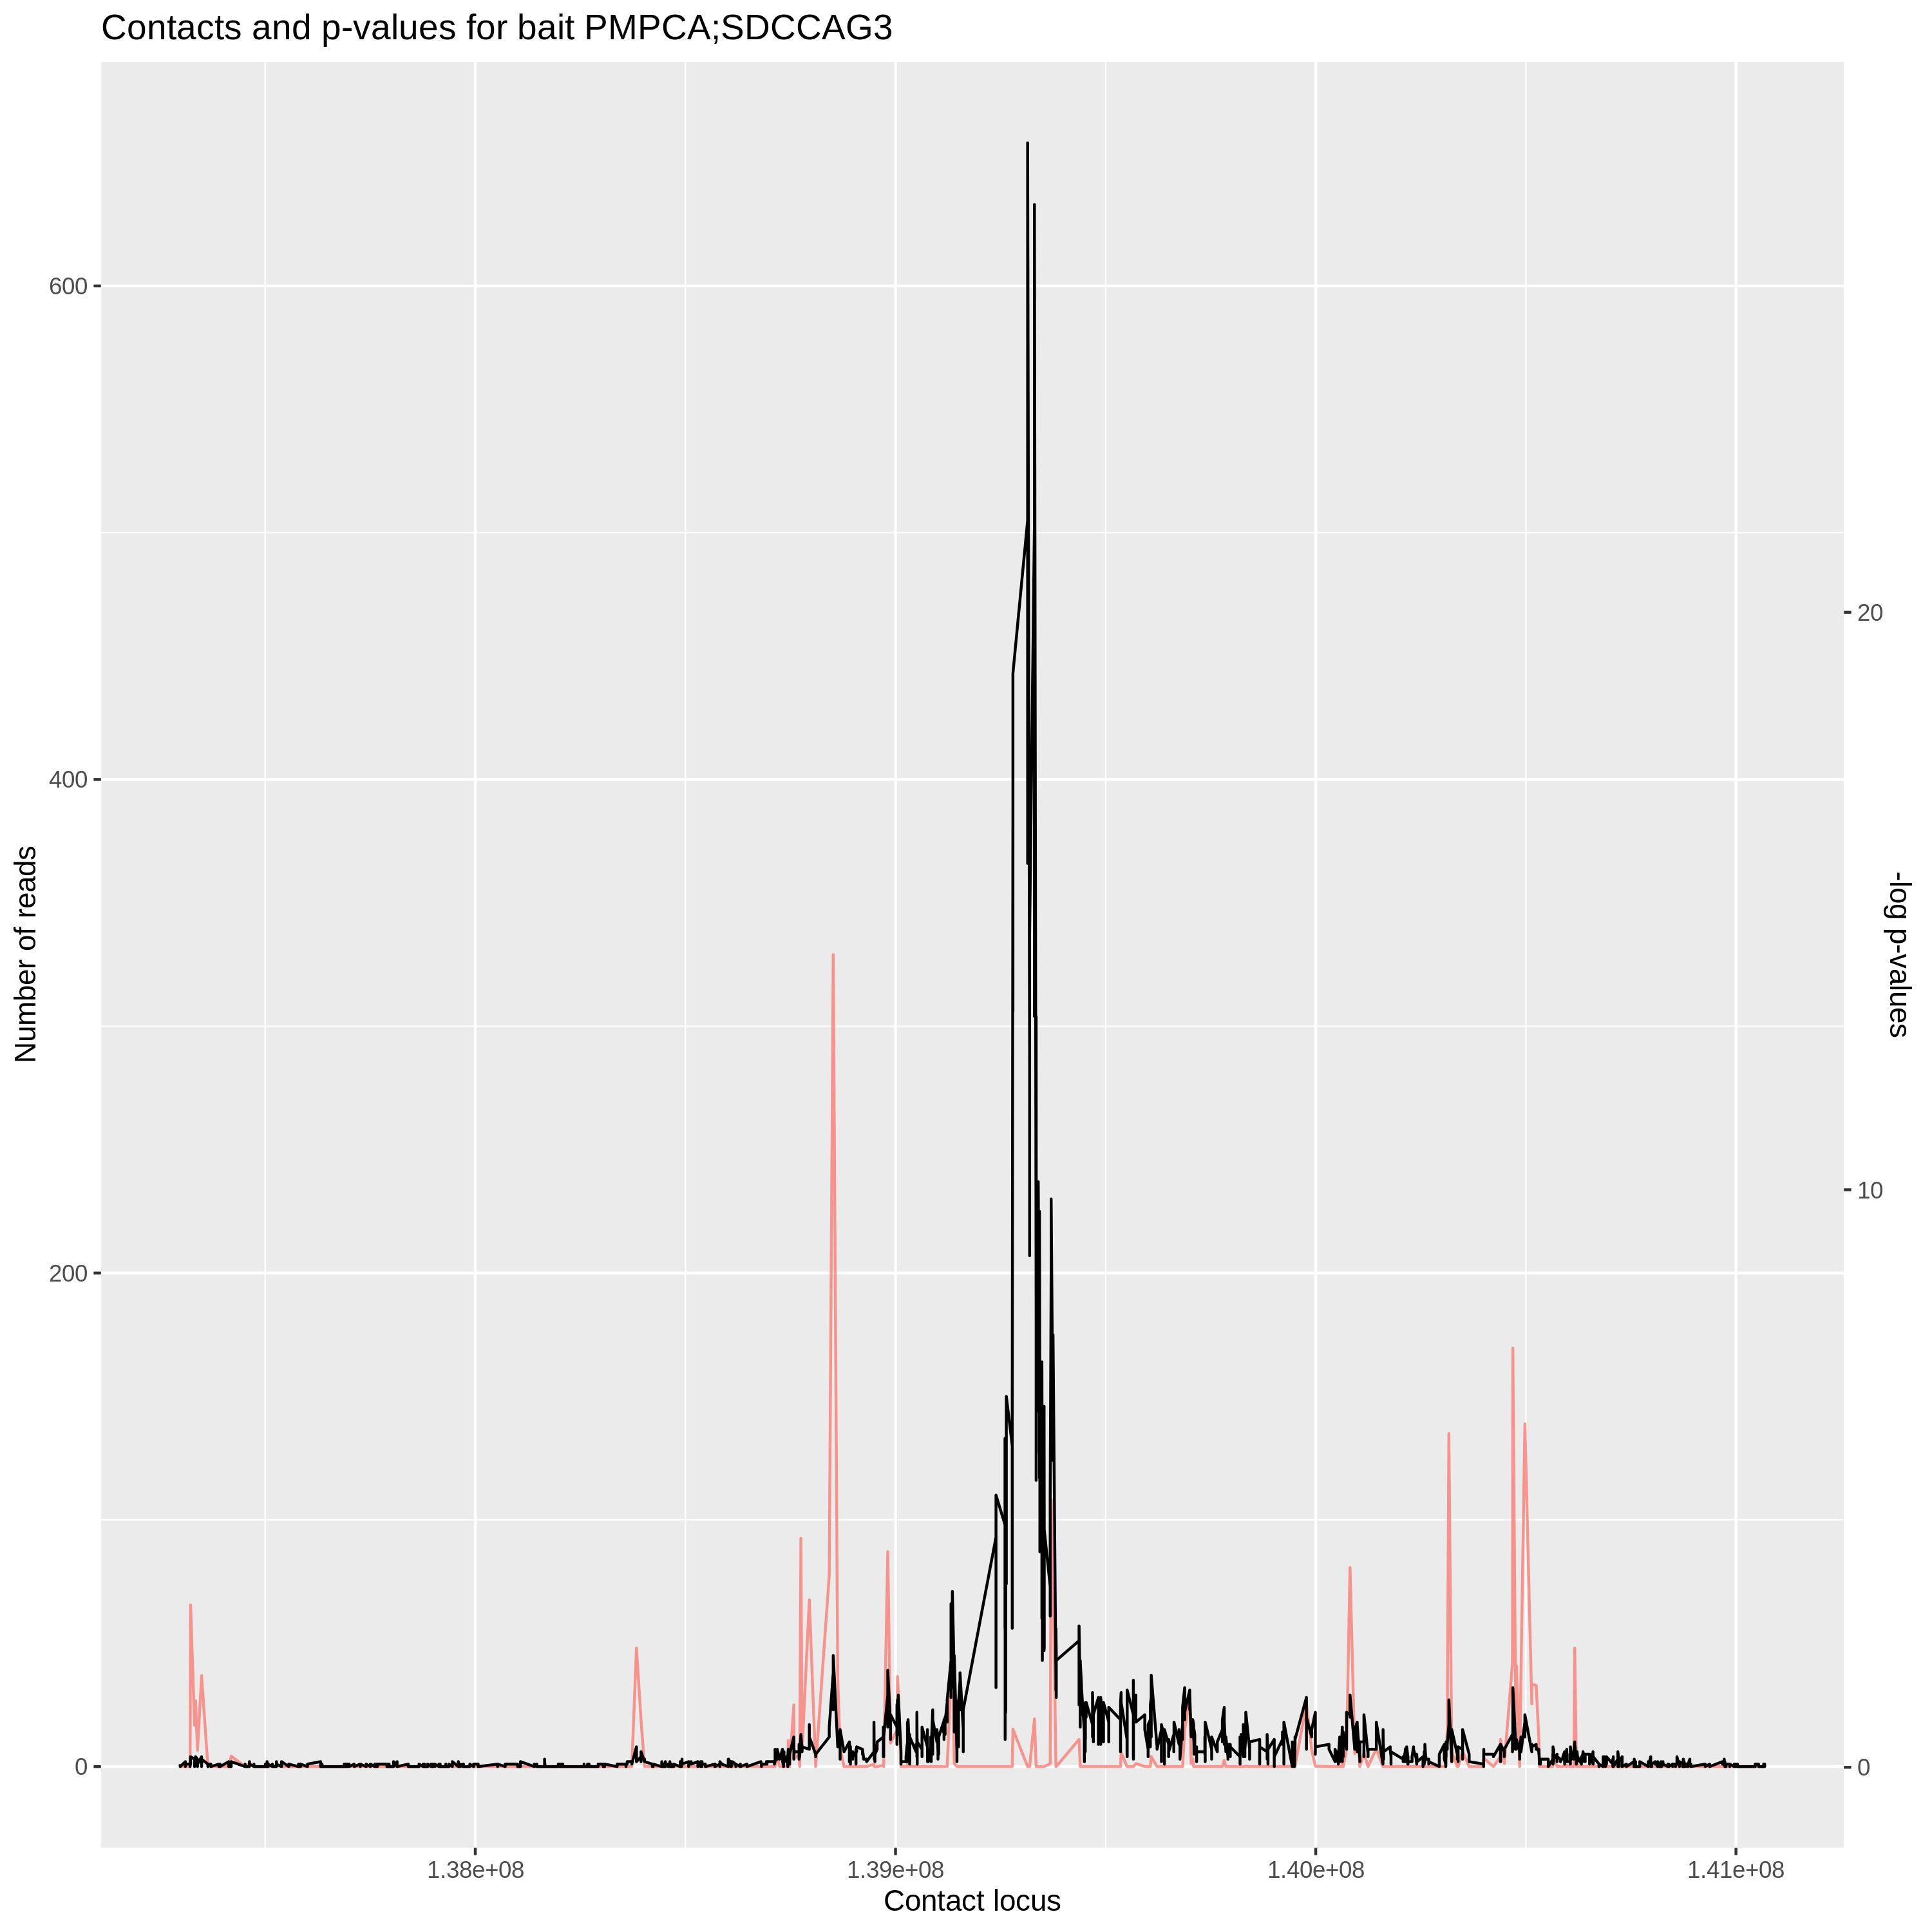 Contacts and p-values for bait PMPCA;SDCCAG3
600
400
200
0
Number of reads
20
10
0
-log p-values
1.38e+08
1.39e+08
1.40e+08
1.41e+08
Contact locus